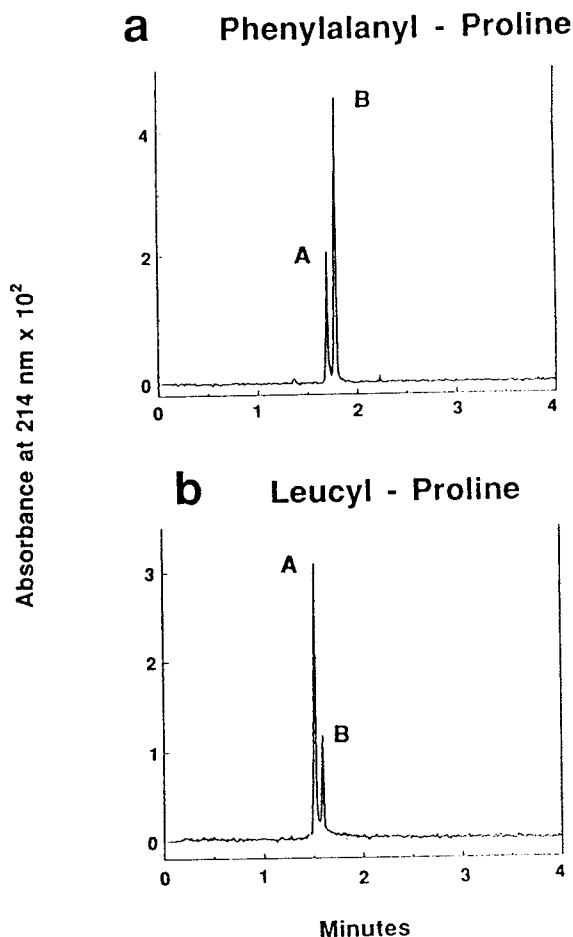 a Phenylalanyl - Proline
B
4
A
2
0
0 1 2 3 4
Absorbance at 214 nm x 10²
b Leucyl - Proline
3
A
2
B
1
0
0 1 2 3 4
Minutes